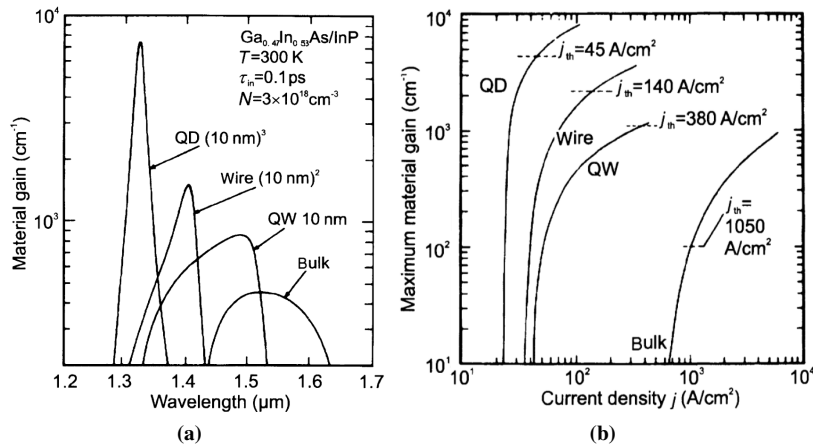 Ga₀.₄₇In₀.₅₃As/InP
T=300 K
τᵢₙ=0.1 ps
N=3×10¹⁸cm⁻³
QD (10 nm)³
Wire (10 nm)²
QW 10 nm
Bulk
Material gain (cm⁻¹)
10⁴
10³
1.2 1.3 1.4 1.5 1.6 1.7
Wavelength (µm)
(a)
Maximum material gain (cm⁻¹)
10⁴
10³
10²
10¹
QD
jₜₕ=45 A/cm²
jₜₕ=140 A/cm²
jₜₕ=380 A/cm²
Wire
QW
jₜₕ=
1050
A/cm²
Bulk
10¹ 10² 10³ 10⁴
Current density j (A/cm²)
(b)